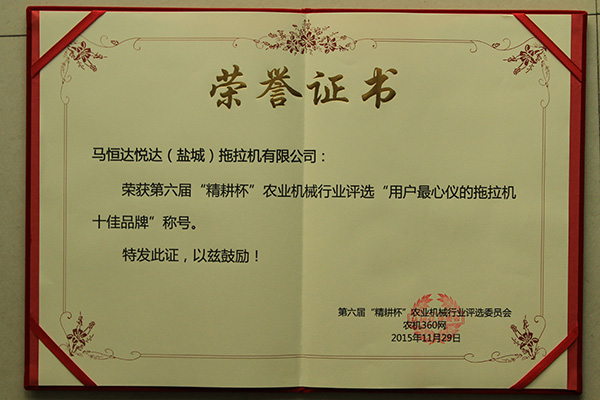 荣誉证书
马恒达悦达（盐城）拖拉机有限公司：
荣获第六届“精耕杯”农业机械行业评选“用户最心仪的拖拉机
十佳品牌”称号。
特发此证，以兹鼓励！
第六届“精耕杯”农业机械行业评选委员会
农机360网
2015年11月29日